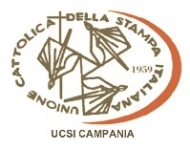 UNIONE CATTOLICA DELLA STAMPA ITALIANA
1959
UCSI CAMPANIA